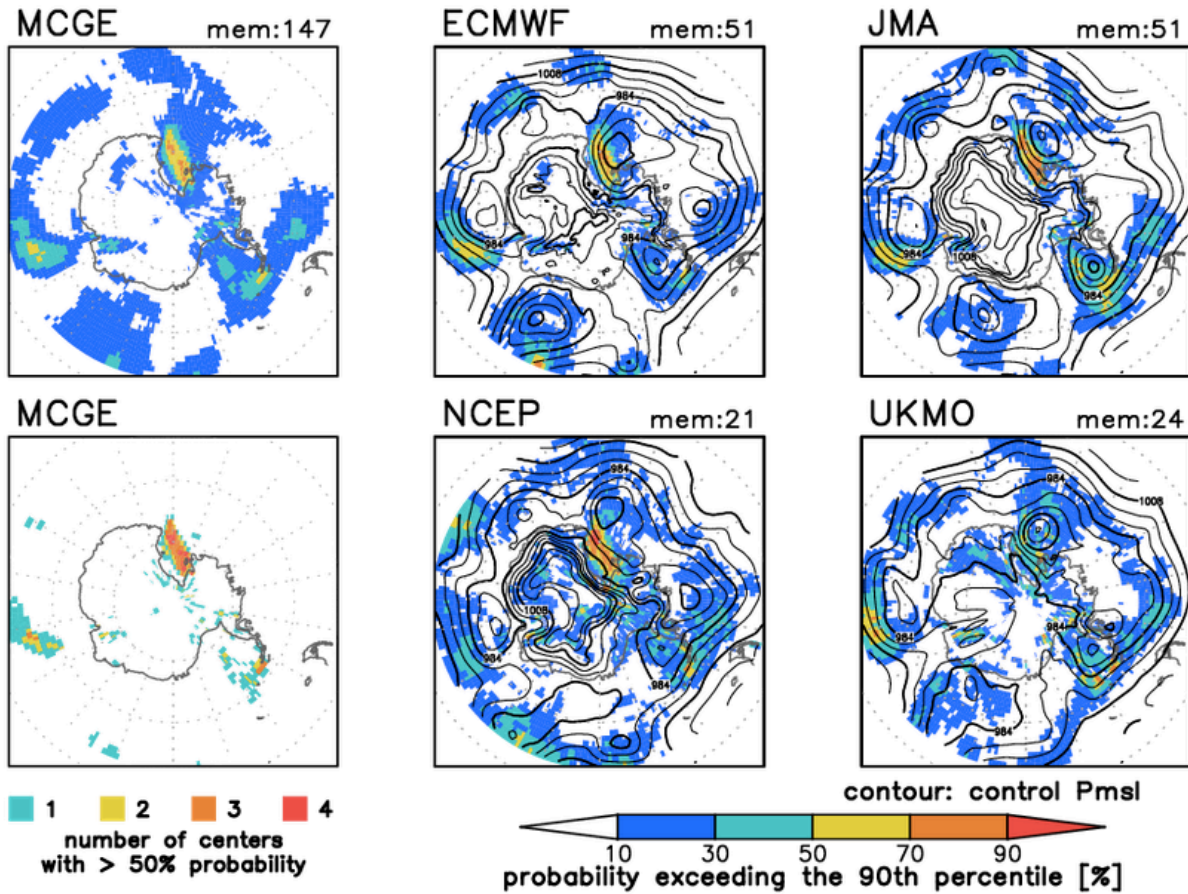 MCGE mem:147
ECMWF mem:51
JMA mem:51
1008
984
984
984
984
1008
984
MCGE
NCEP mem:21
UKMO mem:24
984
1008
984
984
984
1008
984
984
984
1 2 3 4
number of centers
with > 50% probability
contour: control Pmsl
10 30 50 70 90
probability exceeding the 90th percentile [%]